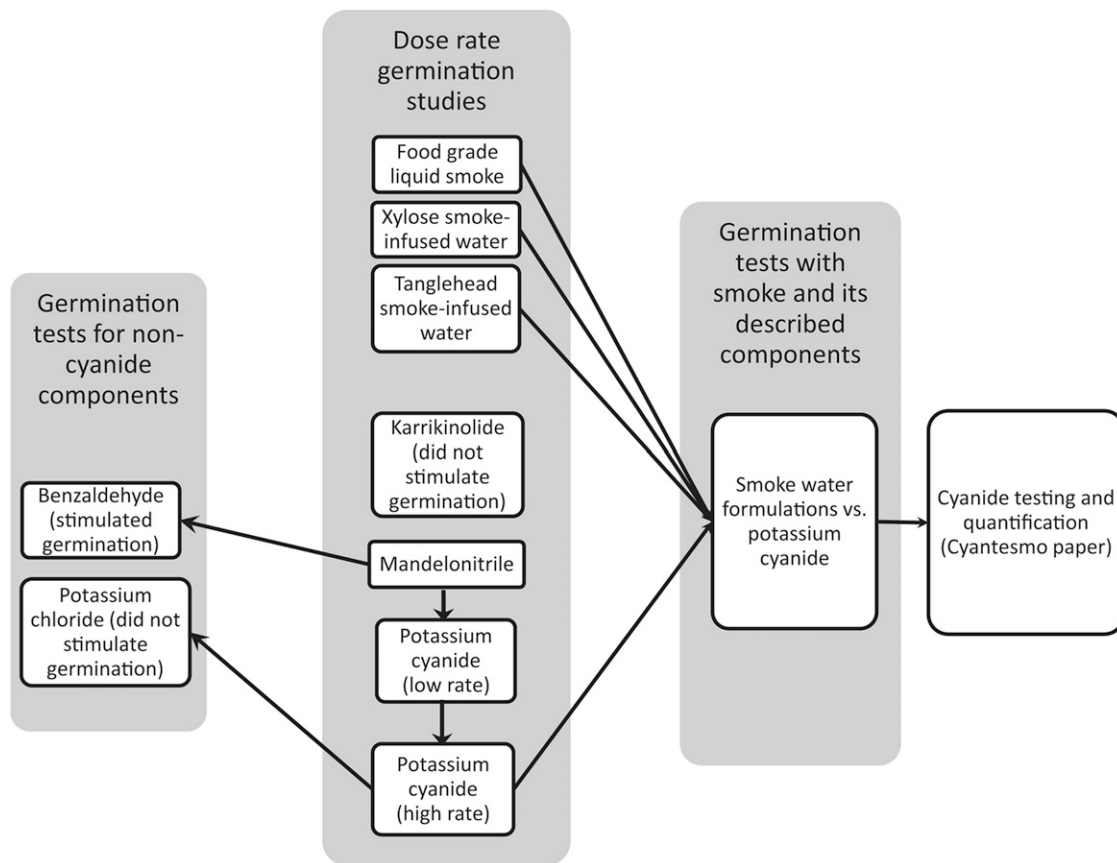 Germination
tests for non-
cyanide
components
Benzaldehyde
(stimulated
germination)
Potassium
chloride (did not
stimulate
germination)
Dose rate
germination
studies
Food grade
liquid smoke
Xylose smoke-
infused water
Tanglehead
smoke-infused
water
Karrikinolide
(did not
stimulate
germination)
Mandelonitrile
Potassium
cyanide
(low rate)
Potassium
cyanide
(high rate)
Germination
tests with
smoke and its
described
components
Smoke water
formulations vs.
potassium
cyanide
Cyanide testing and
quantification
(Cyantesmo paper)